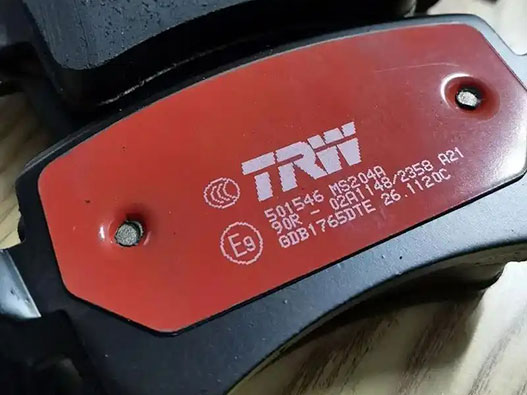 TRW
501546 MS204A
90R - 02A1148/2358 A21
E9 GDB1765DTE 26.1120C